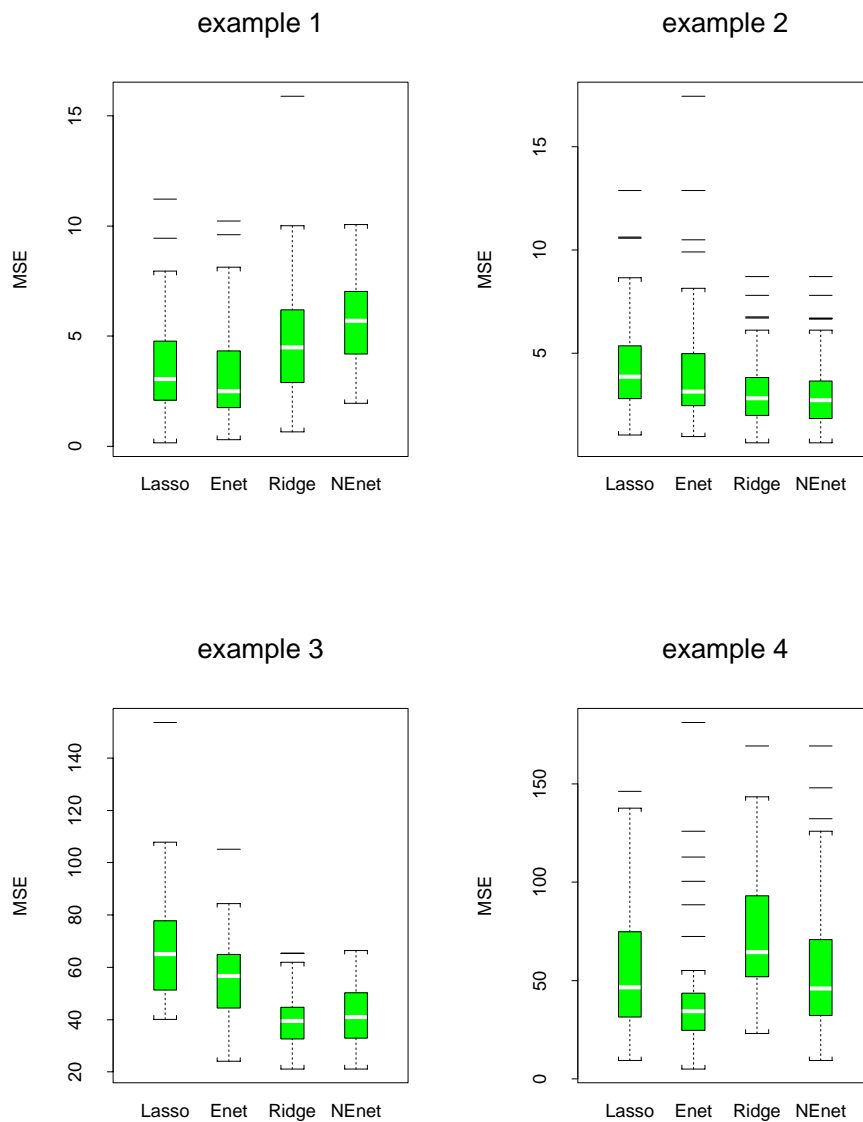 example 1
MSE
15
10
5
0
Lasso Enet Ridge NEnet
example 2
MSE
15
10
5
Lasso Enet Ridge NEnet
example 3
MSE
140
120
100
80
60
40
20
Lasso Enet Ridge NEnet
example 4
MSE
150
100
50
0
Lasso Enet Ridge NEnet